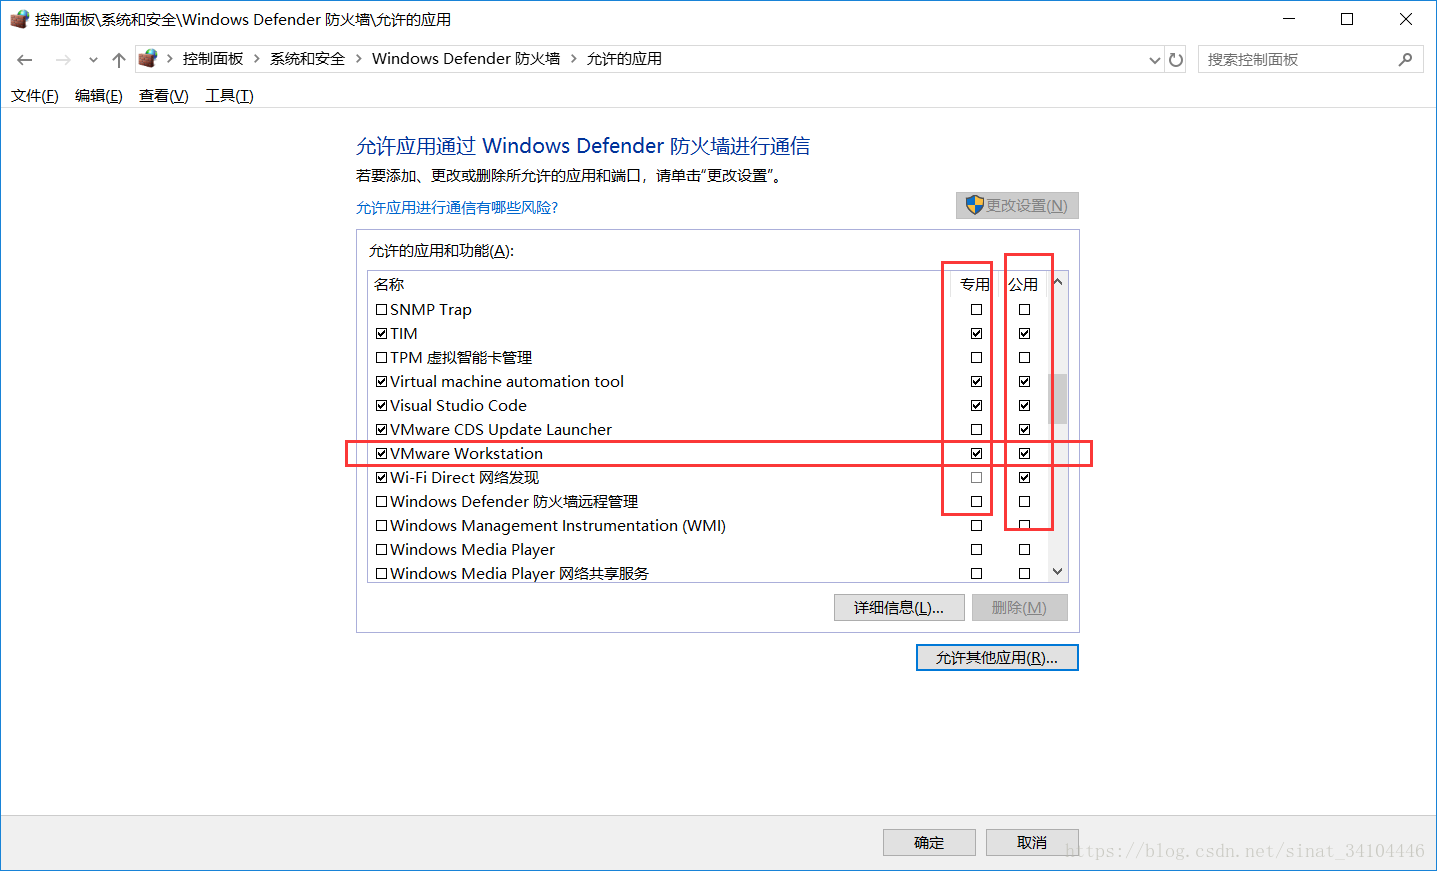 控制面板\系统和安全\Windows Defender 防火墙\允许的应用
控制面板 > 系统和安全 > Windows Defender 防火墙 > 允许的应用
搜索控制面板
文件(F) 编辑(E) 查看(V) 工具(T)
允许应用通过 Windows Defender 防火墙进行通信
若要添加、更改或删除所允许的应用和端口，请单击“更改设置”。
允许应用进行通信有哪些风险?
更改设置(N)
允许的应用和功能(A):
名称 专用 公用
SNMP Trap
TIM
TPM 虚拟智能卡管理
Virtual machine automation tool
Visual Studio Code
VMware CDS Update Launcher
VMware Workstation
Wi-Fi Direct 网络发现
Windows Defender 防火墙远程管理
Windows Management Instrumentation (WMI)
Windows Media Player
Windows Media Player 网络共享服务
详细信息(L)... 删除(M)
允许其他应用(R)...
确定 取消
https://blog.csdn.net/sinat_34104446